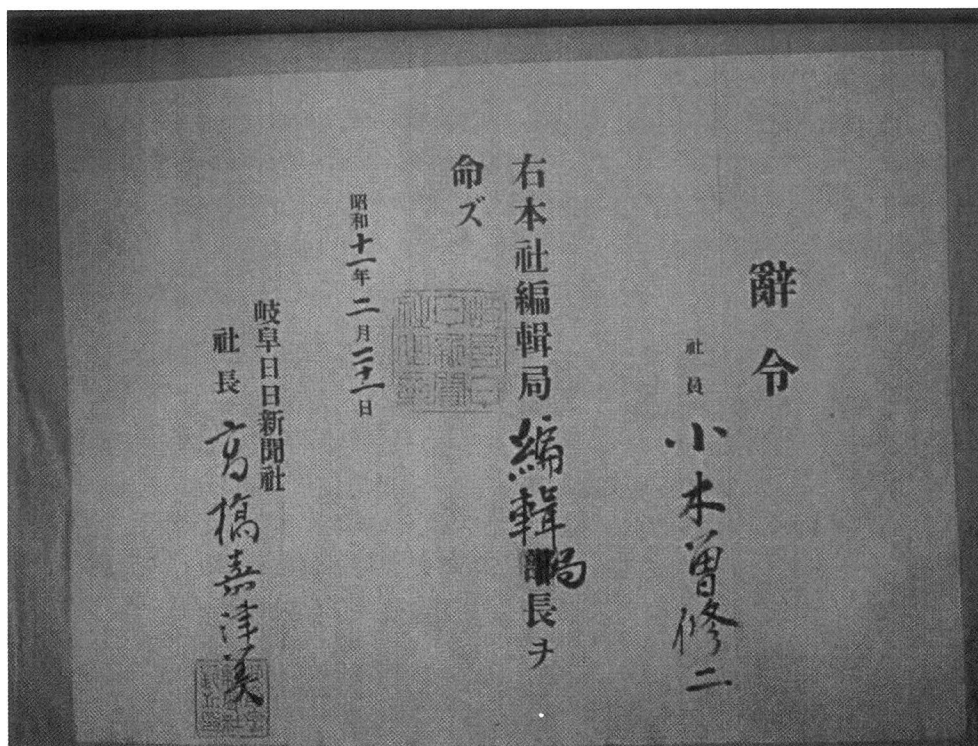 辭令
社員 小木曽修二
右本社編輯局編輯局長ヲ
命ズ
昭和十一年二月二十一日
岐阜日日新聞社
社長 高橋嘉津美